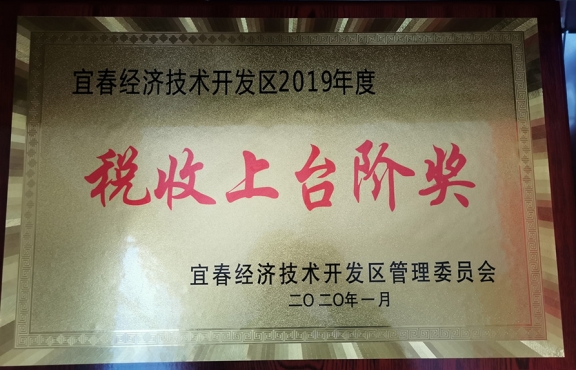 宜春经济技术开发区2019年度
税收上台阶奖
宜春经济技术开发区管理委员会
二〇二〇年一月